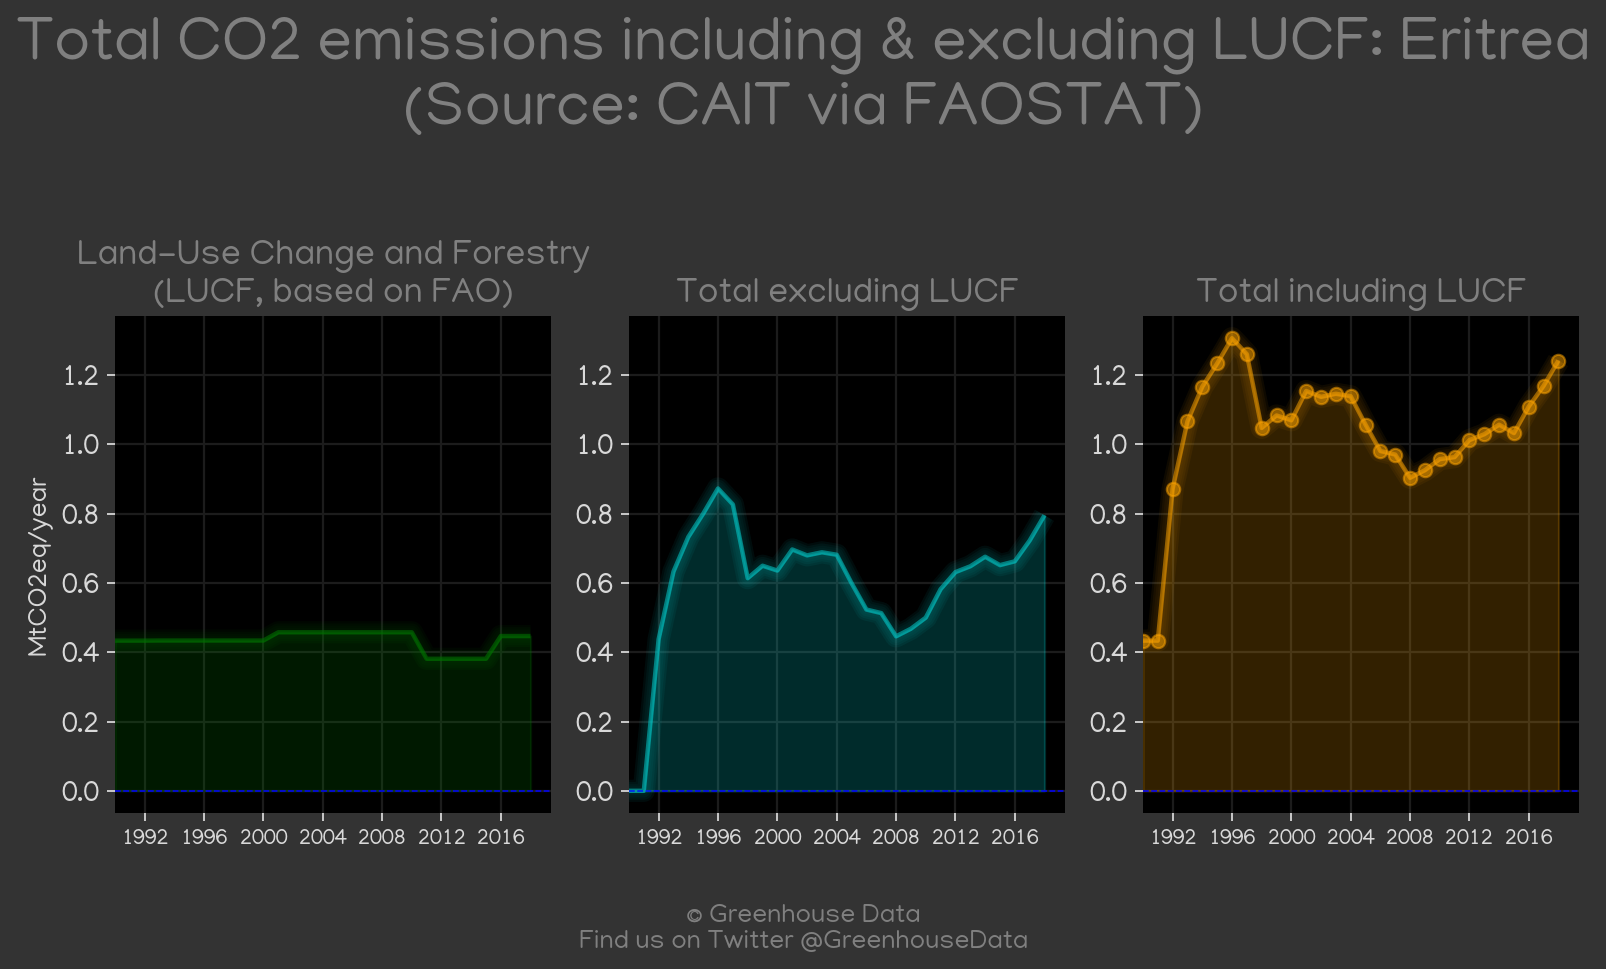 Total CO2 emissions including & excluding LUCF: Eritrea
(Source: CAIT via FAOSTAT)
Land-Use Change and Forestry
(LUCF, based on FAO)
MtCO2eq/year
1.2
1.0
0.8
0.6
0.4
0.2
0.0
1992 1996 2000 2004 2008 2012 2016
Total excluding LUCF
1.2
1.0
0.8
0.6
0.4
0.2
0.0
1992 1996 2000 2004 2008 2012 2016
Total including LUCF
1.2
1.0
0.8
0.6
0.4
0.2
0.0
1992 1996 2000 2004 2008 2012 2016
© Greenhouse Data
Find us on Twitter @GreenhouseData